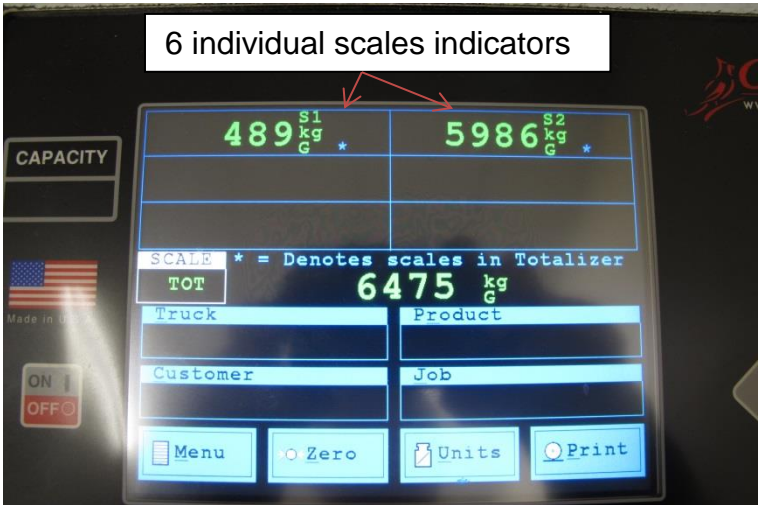 6 individual scales indicators
489 S1 kg G *
5986 S2 kg G *
CAPACITY
SCALE * = Denotes scales in Totalizer
TOT 6475 kg G
Made in U.S.A.
Truck Product
Customer Job
ON
OFF
Menu Zero Units Print